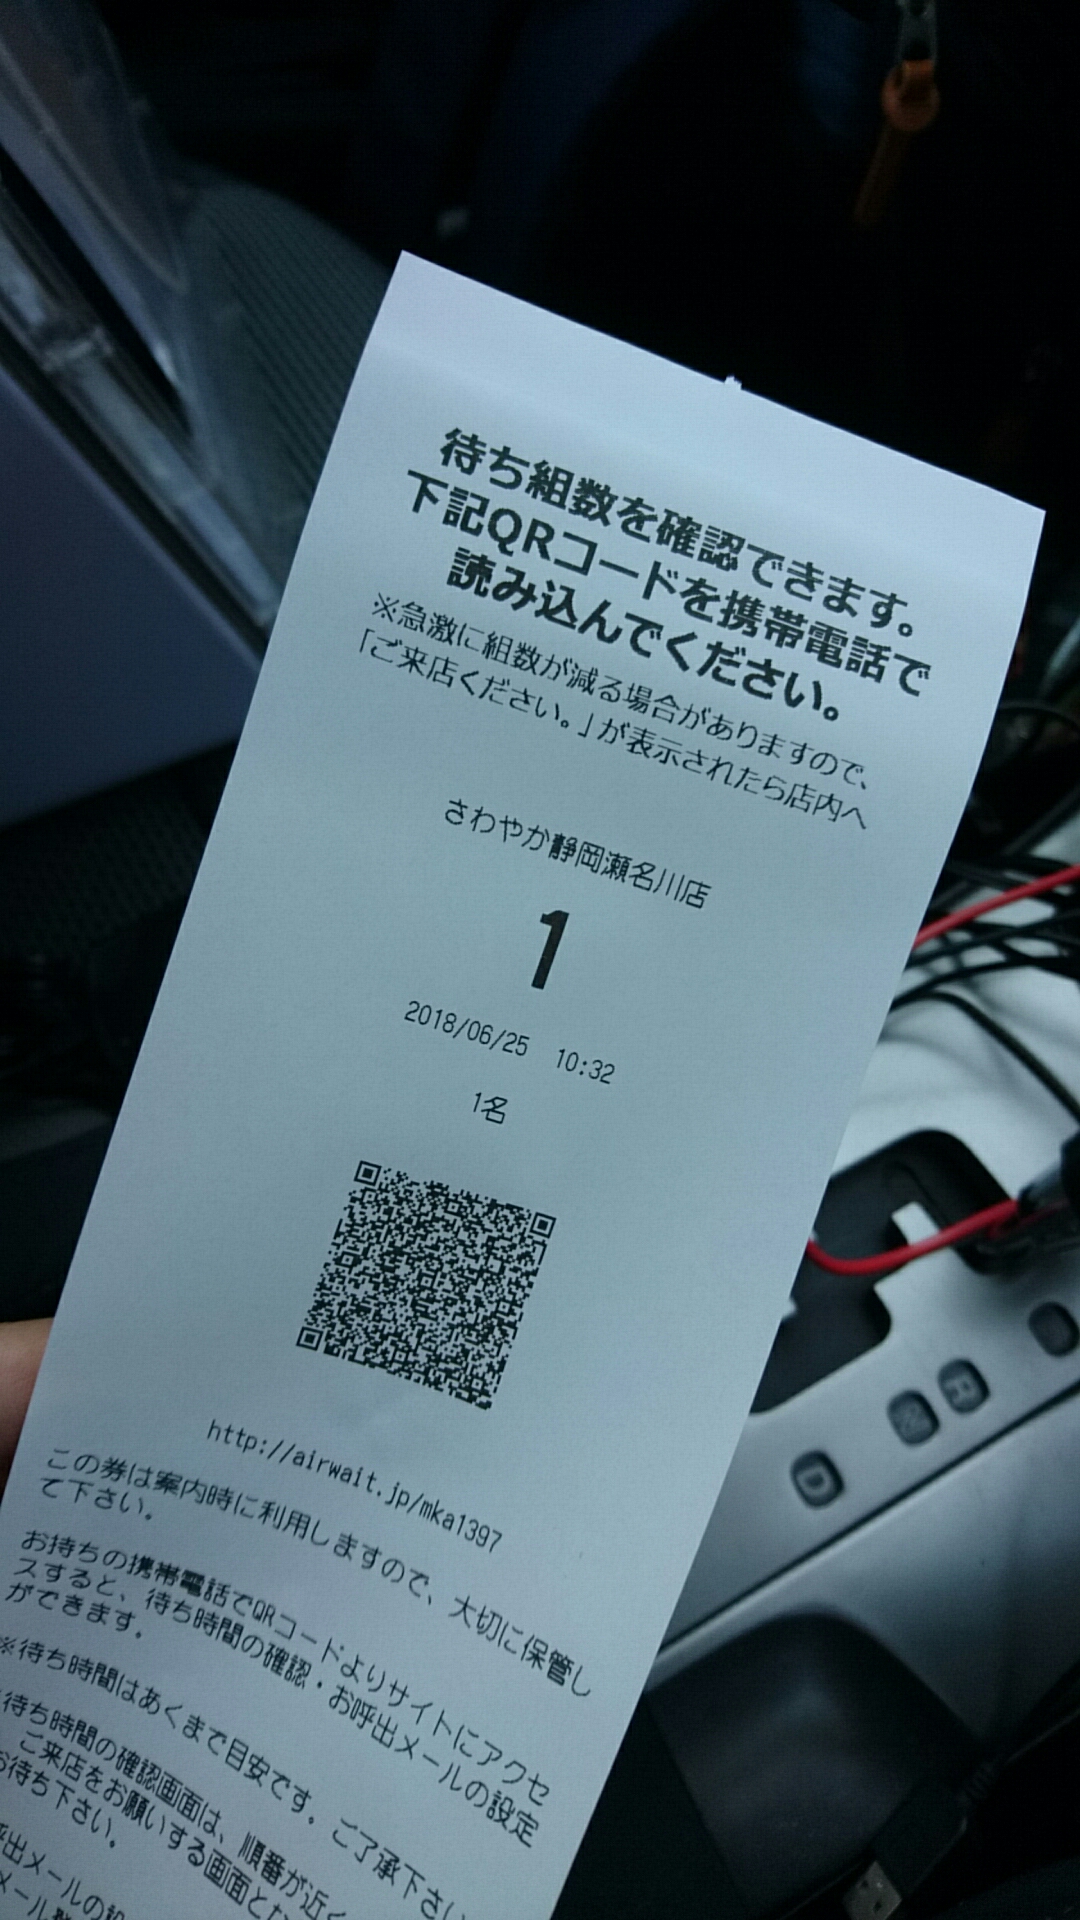 待ち組数を確認できます。
下記QRコードを携帯電話で
読み込んでください。
※急激に組数が減る場合がありますので、
「ご来店ください。」が表示されたら店内へ
さわやか静岡瀬名川店
1
2018/06/25 10:32
1名
http://airwait.jp/mka1397
この券は案内時に利用しますので、大切に保管し
て下さい。
お持ちの携帯電話でQRコードよりサイトにアクセ
スすると、待ち時間の確認・お呼出メールの設定
ができます。
※待ち時間はあくまで目安です。ご了承下さい
待ち時間の確認画面は、順番が近く
ご来店をお願いする画面とな
お待ち下さい。
呼出メールの
メール
R
N
D